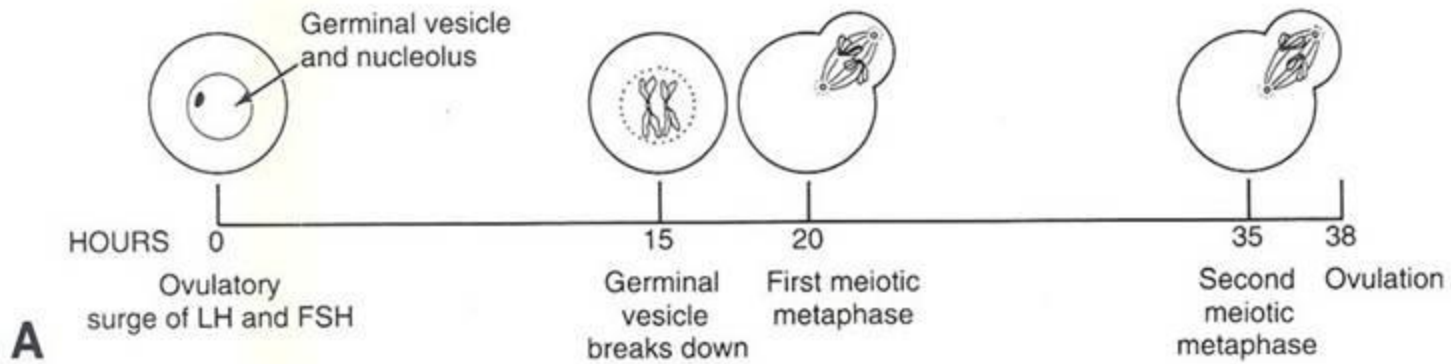 Germinal vesicle
and nucleolus
HOURS 0 15 20 35 38
Ovulatory
surge of LH and FSH
Germinal
vesicle
breaks down
First meiotic
metaphase
Second
meiotic
metaphase
Ovulation
A